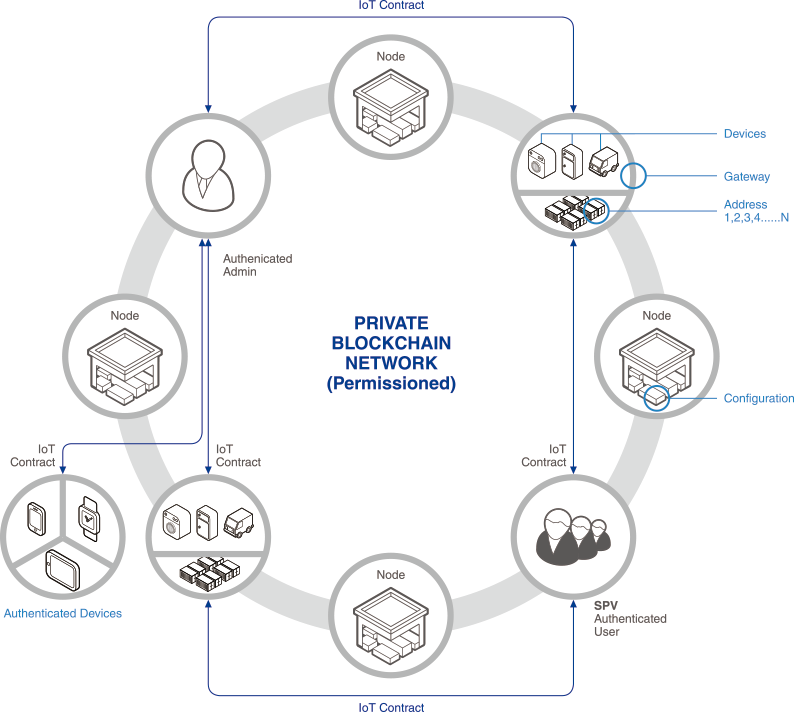 IoT Contract
Node
Devices
Gateway
Address
1,2,3,4......N
Authenicated
Admin
Node
PRIVATE
BLOCKCHAIN
NETWORK
(Permissioned)
Node
Configuration
IoT
Contract
IoT
Contract
IoT
Contract
Node
Authenticated Devices
SPV
Authenticated
User
IoT Contract